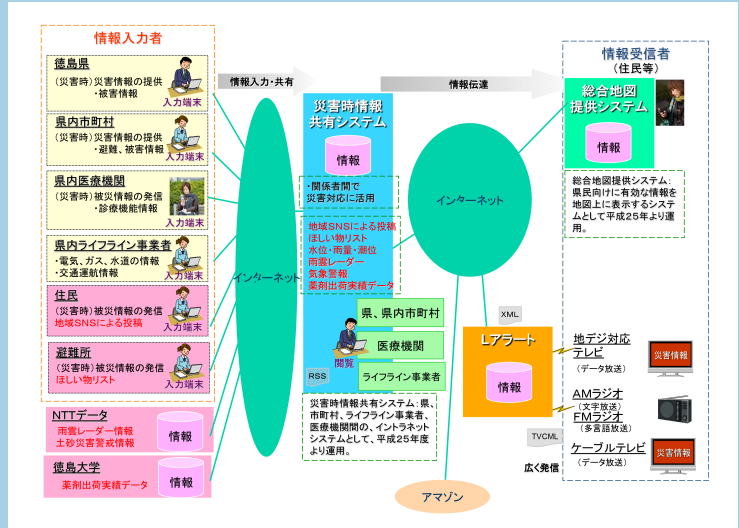 情報入力者
徳島県
(災害時)災害情報の提供
・被害情報
入力端末
県内市町村
(災害時)災害情報の提供
・避難、被害情報
入力端末
県内医療機関
(災害時)被災情報の発信
・診療機能情報
入力端末
県内ライフライン事業者
・電気、ガス、水道の情報
・交通運航情報
入力端末
住民
(災害時)被災情報の発信
地域SNSによる投稿
入力端末
避難所
(災害時)被災情報の発信
ほしい物リスト
入力端末
NTTデータ
雨雲レーダー情報
土砂災害警戒情報
情報
徳島大学
薬剤出荷実績データ
情報
情報入力・共有
インターネット
災害時情報
共有システム
情報
・関係者間で
災害対応に活用
地域SNSによる投稿
ほしい物リスト
水位・雨量・潮位
雨雲レーダー
気象警報
薬剤出荷実績データ
県、県内市町村
医療機関
ライフライン事業者
閲覧
RSS
災害時情報共有システム：県、
市町村、ライフライン事業者、
医療機関間の、イントラネット
システムとして、平成25年度
より運用。
情報伝達
インターネット
アマゾン
XML
Lアラート
情報
TVCML
広く発信
情報受信者
(住民等)
総合地図
提供システム
情報
総合地図提供システム：
県民向けに有効な情報を
地図上に表示するシステ
ムとして平成25年より運
用。
地デジ対応
テレビ
(データ放送)
災害情報
AMラジオ
(文字放送)
FMラジオ
(多言語放送)
ケーブルテレビ
(データ放送)
災害情報